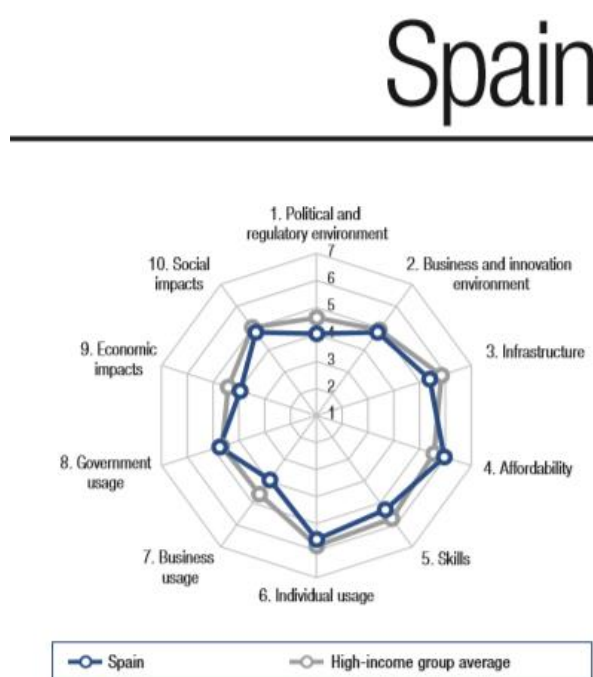 Spain
1. Political and
regulatory environment
2. Business and innovation
environment
3. Infrastructure
4. Affordability
5. Skills
6. Individual usage
7. Business
usage
8. Government
usage
9. Economic
impacts
10. Social
impacts
7
6
5
4
3
2
1
Spain
High-income group average